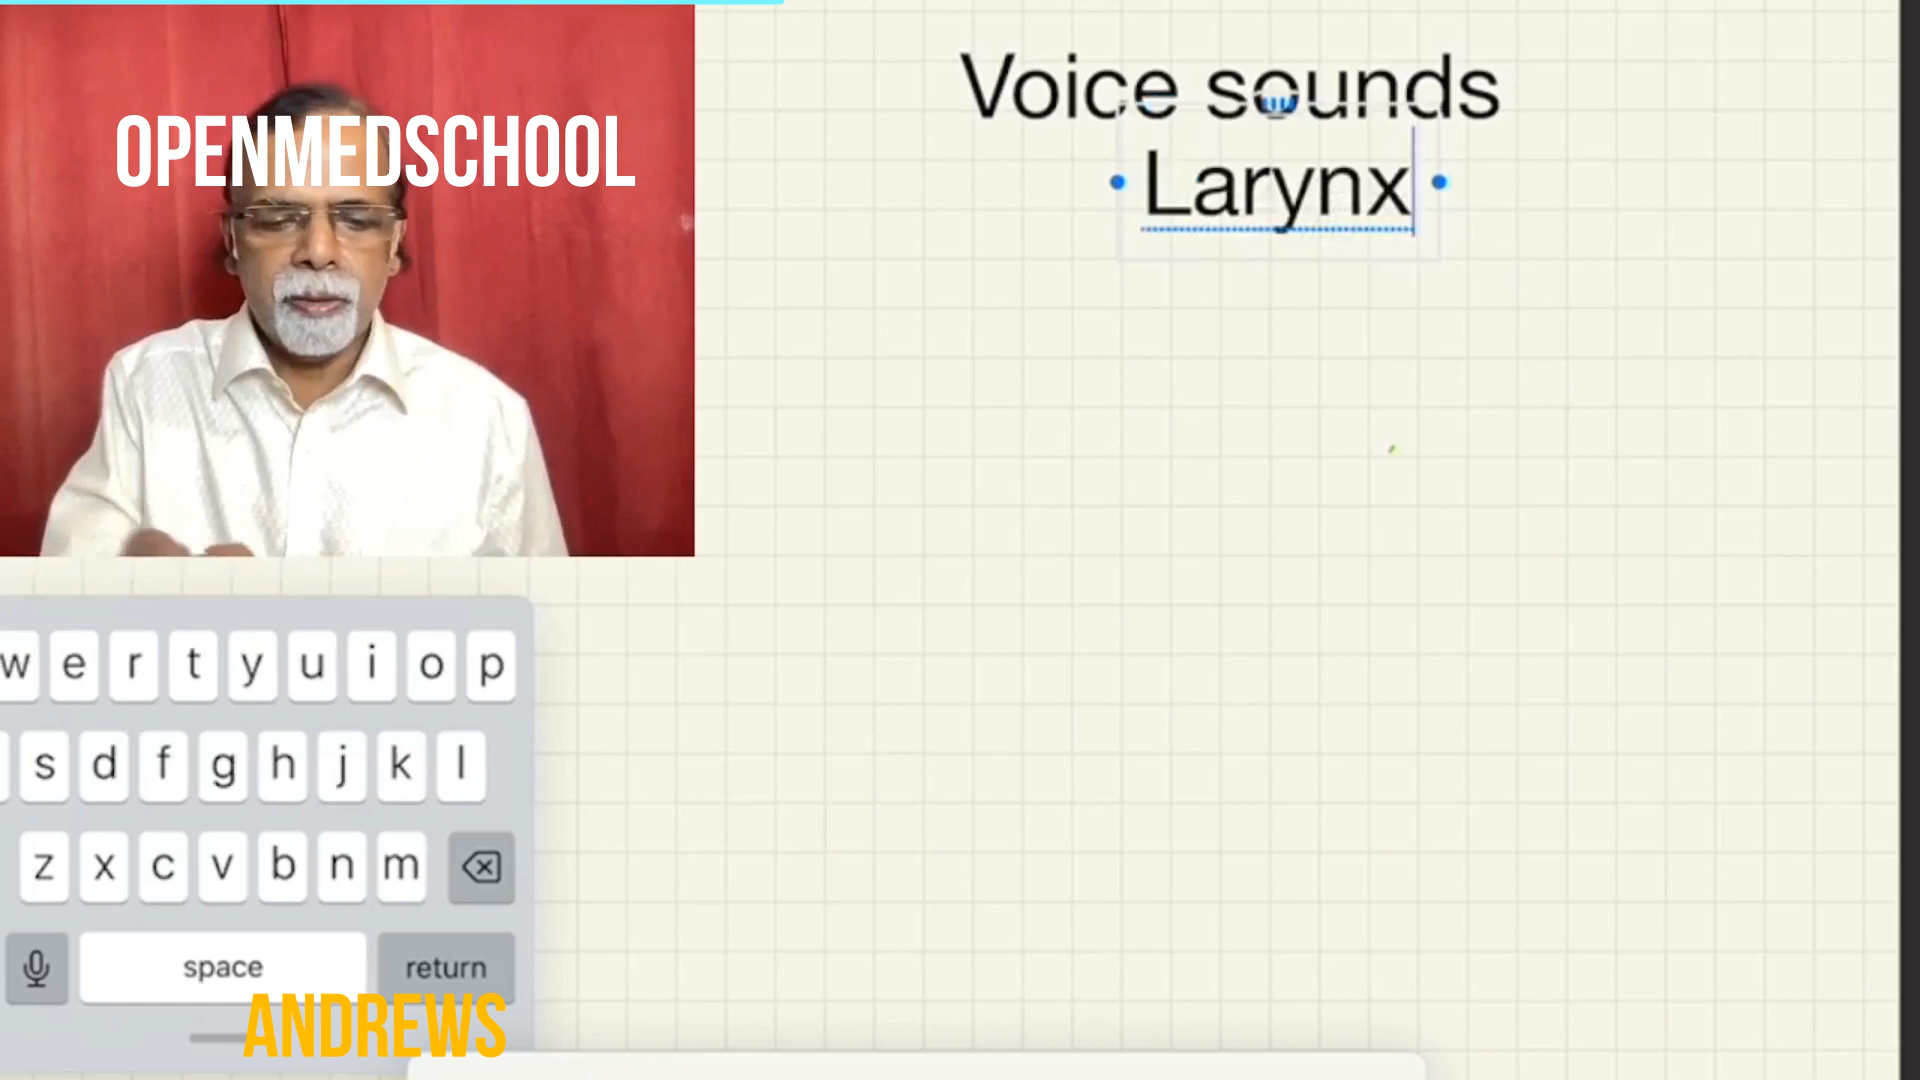 OPENMEDSCHOOL
Voice sounds
Larynx
w e r t y u i o p
s d f g h j k l
z x c v b n m
space return
ANDREWS